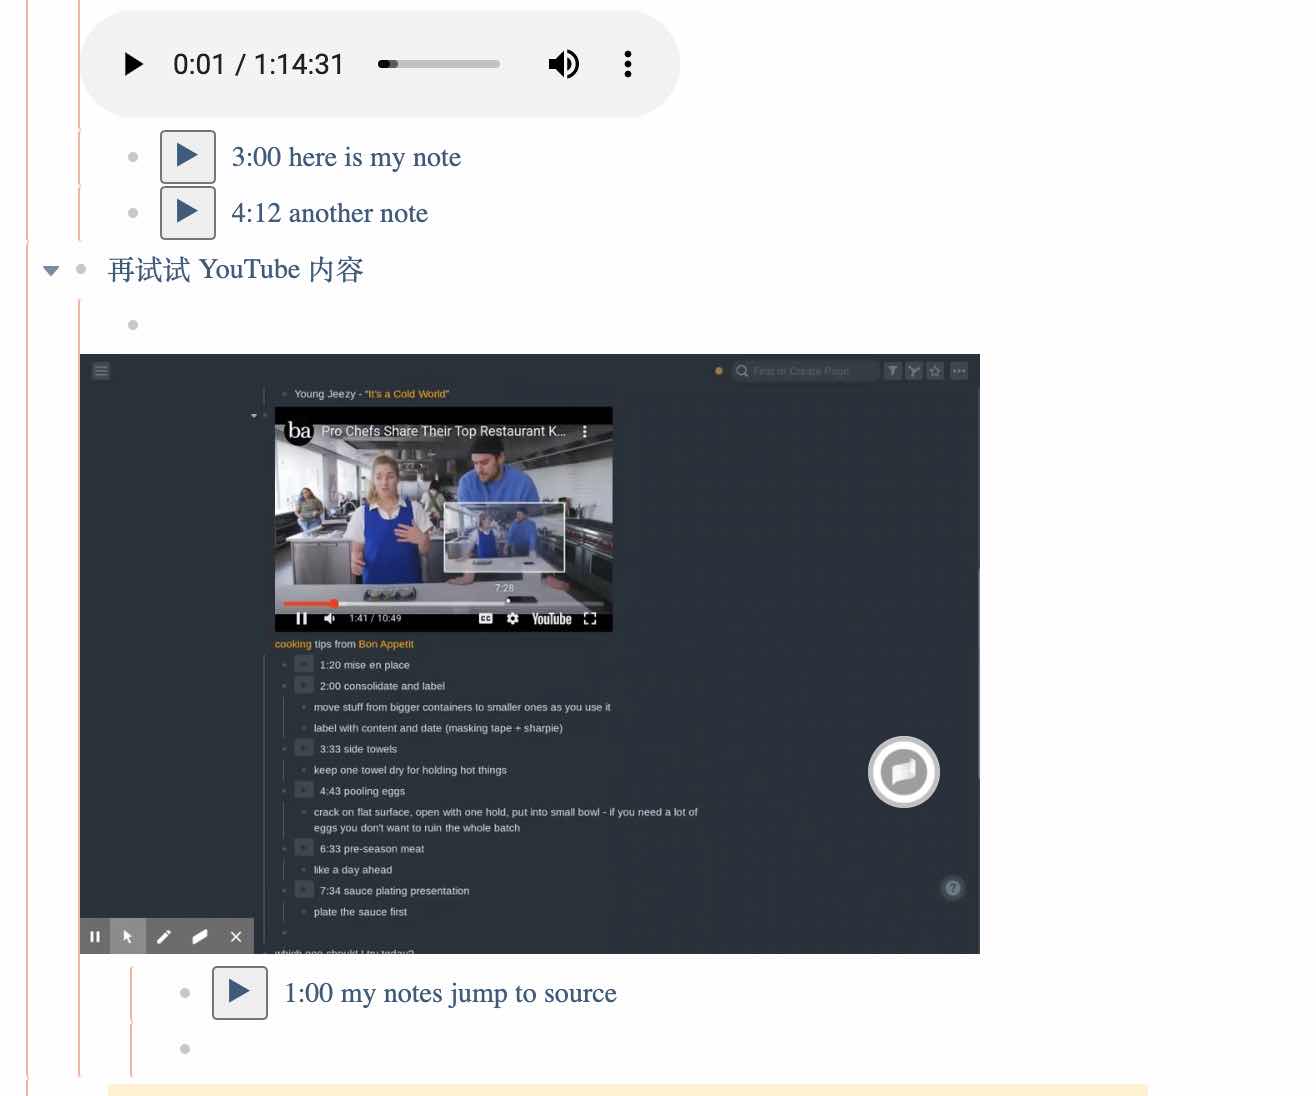 0:01 / 1:14:31
3:00 here is my note
4:12 another note
再试试 YouTube 内容
Find or Create Page
Young Jeezy - "It's a Cold World"
ba Pro Chefs Share Their Top Restaurant K...
7:28
1:41 / 10:49 CC YouTube
cooking tips from Bon Appetit
1:20 mise en place
2:00 consolidate and label
move stuff from bigger containers to smaller ones as you use it
label with content and date (masking tape + sharpie)
3:33 side towels
keep one towel dry for holding hot things
4:43 pooling eggs
crack on flat surface, open with one hold, put into small bowl - if you need a lot of
eggs you don't want to ruin the whole batch
6:33 pre-season meat
like a day ahead
7:34 sauce plating presentation
plate the sauce first
?
which one should I try today?
1:00 my notes jump to source